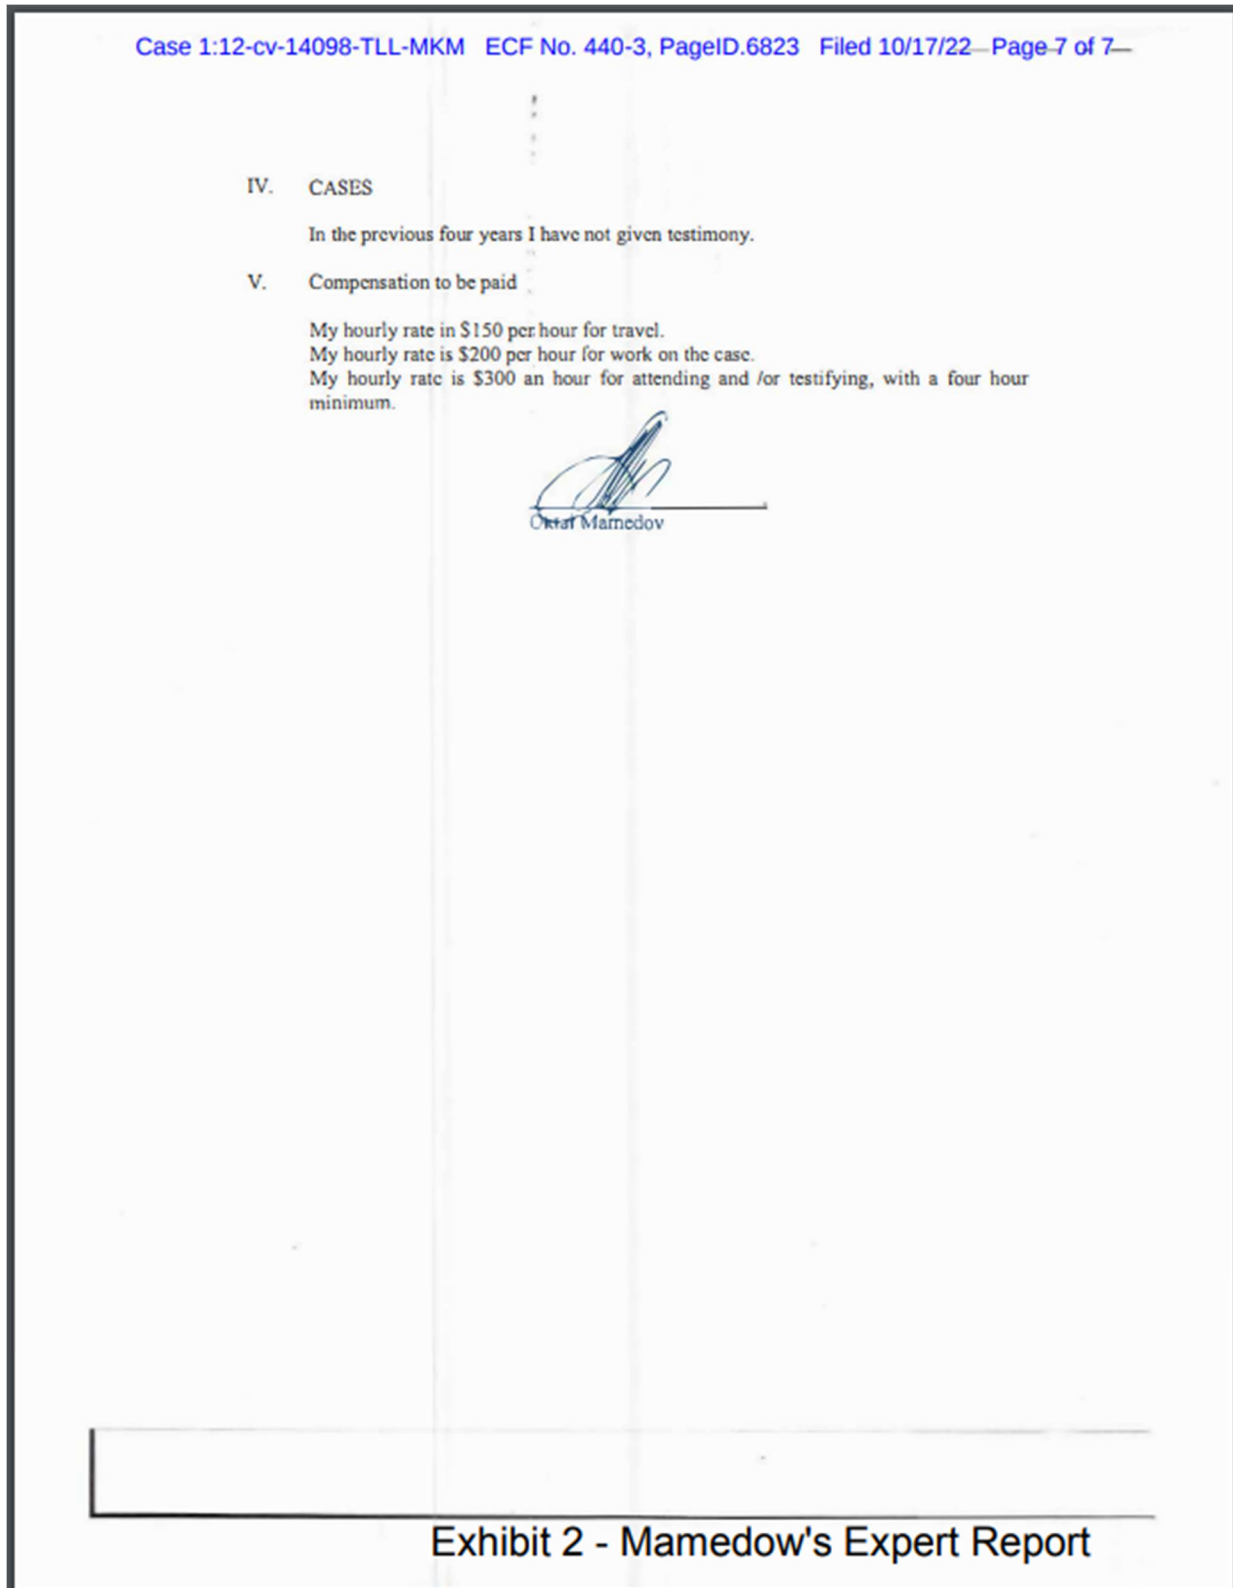 Case 1:12-cv-14098-TLL-MKM ECF No. 440-3, PageID.6823 Filed 10/17/22 Page 7 of 7
IV. CASES
In the previous four years I have not given testimony.
V. Compensation to be paid
My hourly rate in $150 per hour for travel.
My hourly rate is $200 per hour for work on the case.
My hourly rate is $300 an hour for attending and /or testifying, with a four hour
minimum.
Oktai Mamedov
Exhibit 2 - Mamedow's Expert Report